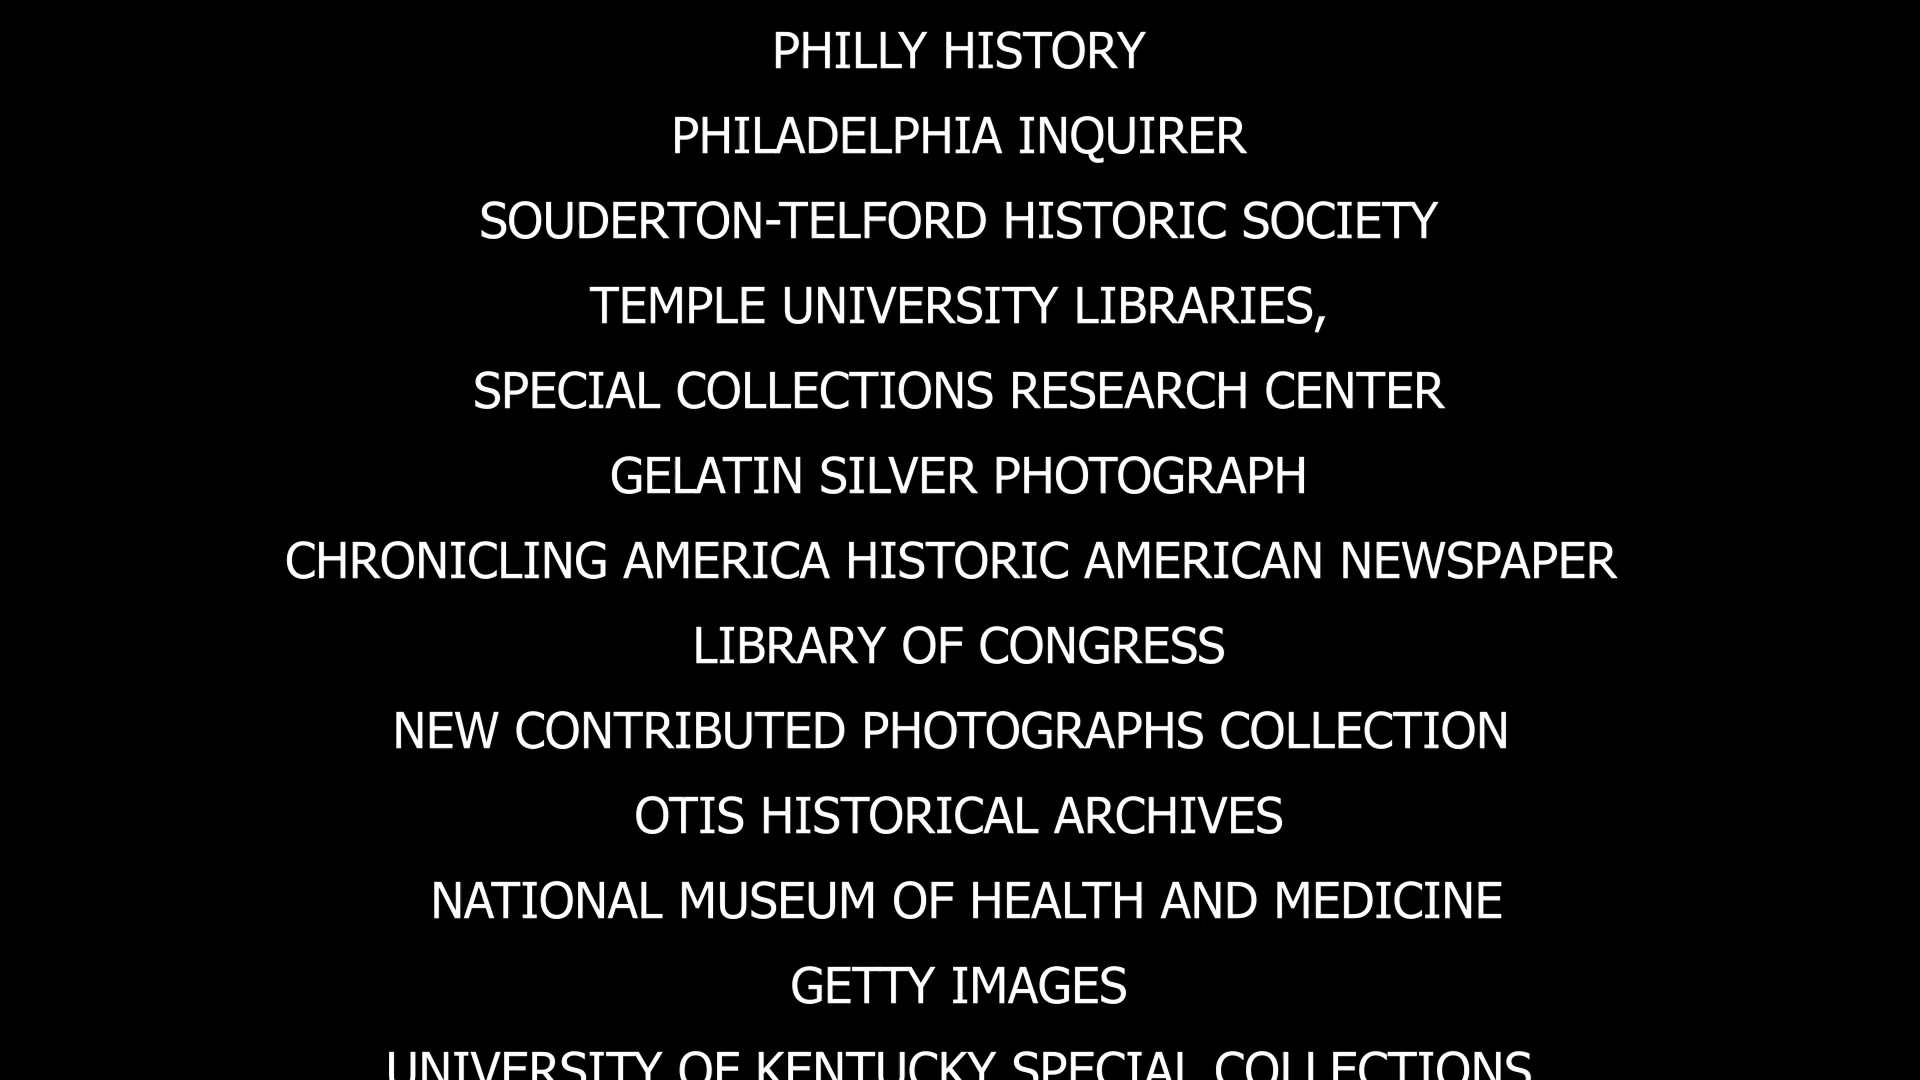 PHILLY HISTORY
PHILADELPHIA INQUIRER
SOUDERTON-TELFORD HISTORIC SOCIETY
TEMPLE UNIVERSITY LIBRARIES,
SPECIAL COLLECTIONS RESEARCH CENTER
GELATIN SILVER PHOTOGRAPH
CHRONICLING AMERICA HISTORIC AMERICAN NEWSPAPER
LIBRARY OF CONGRESS
NEW CONTRIBUTED PHOTOGRAPHS COLLECTION
OTIS HISTORICAL ARCHIVES
NATIONAL MUSEUM OF HEALTH AND MEDICINE
GETTY IMAGES
UNIVERSITY OF KENTUCKY SPECIAL COLLECTIONS